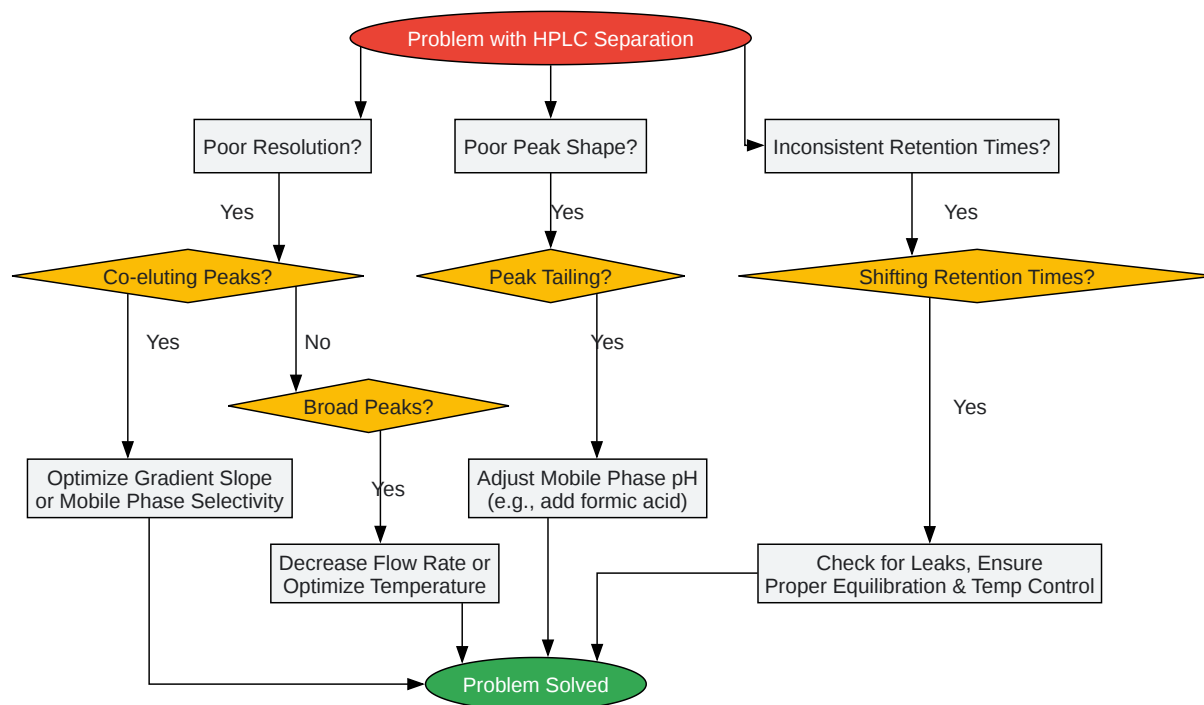 Problem with HPLC Separation
Poor Resolution?
Poor Peak Shape?
Inconsistent Retention Times?
Yes
Yes
Yes
Co-eluting Peaks?
Peak Tailing?
Shifting Retention Times?
Yes
No
Yes
Broad Peaks?
Yes
Optimize Gradient Slope
or Mobile Phase Selectivity
Adjust Mobile Phase pH
(e.g., add formic acid)
Yes
Decrease Flow Rate or
Optimize Temperature
Check for Leaks, Ensure
Proper Equilibration & Temp Control
Problem Solved